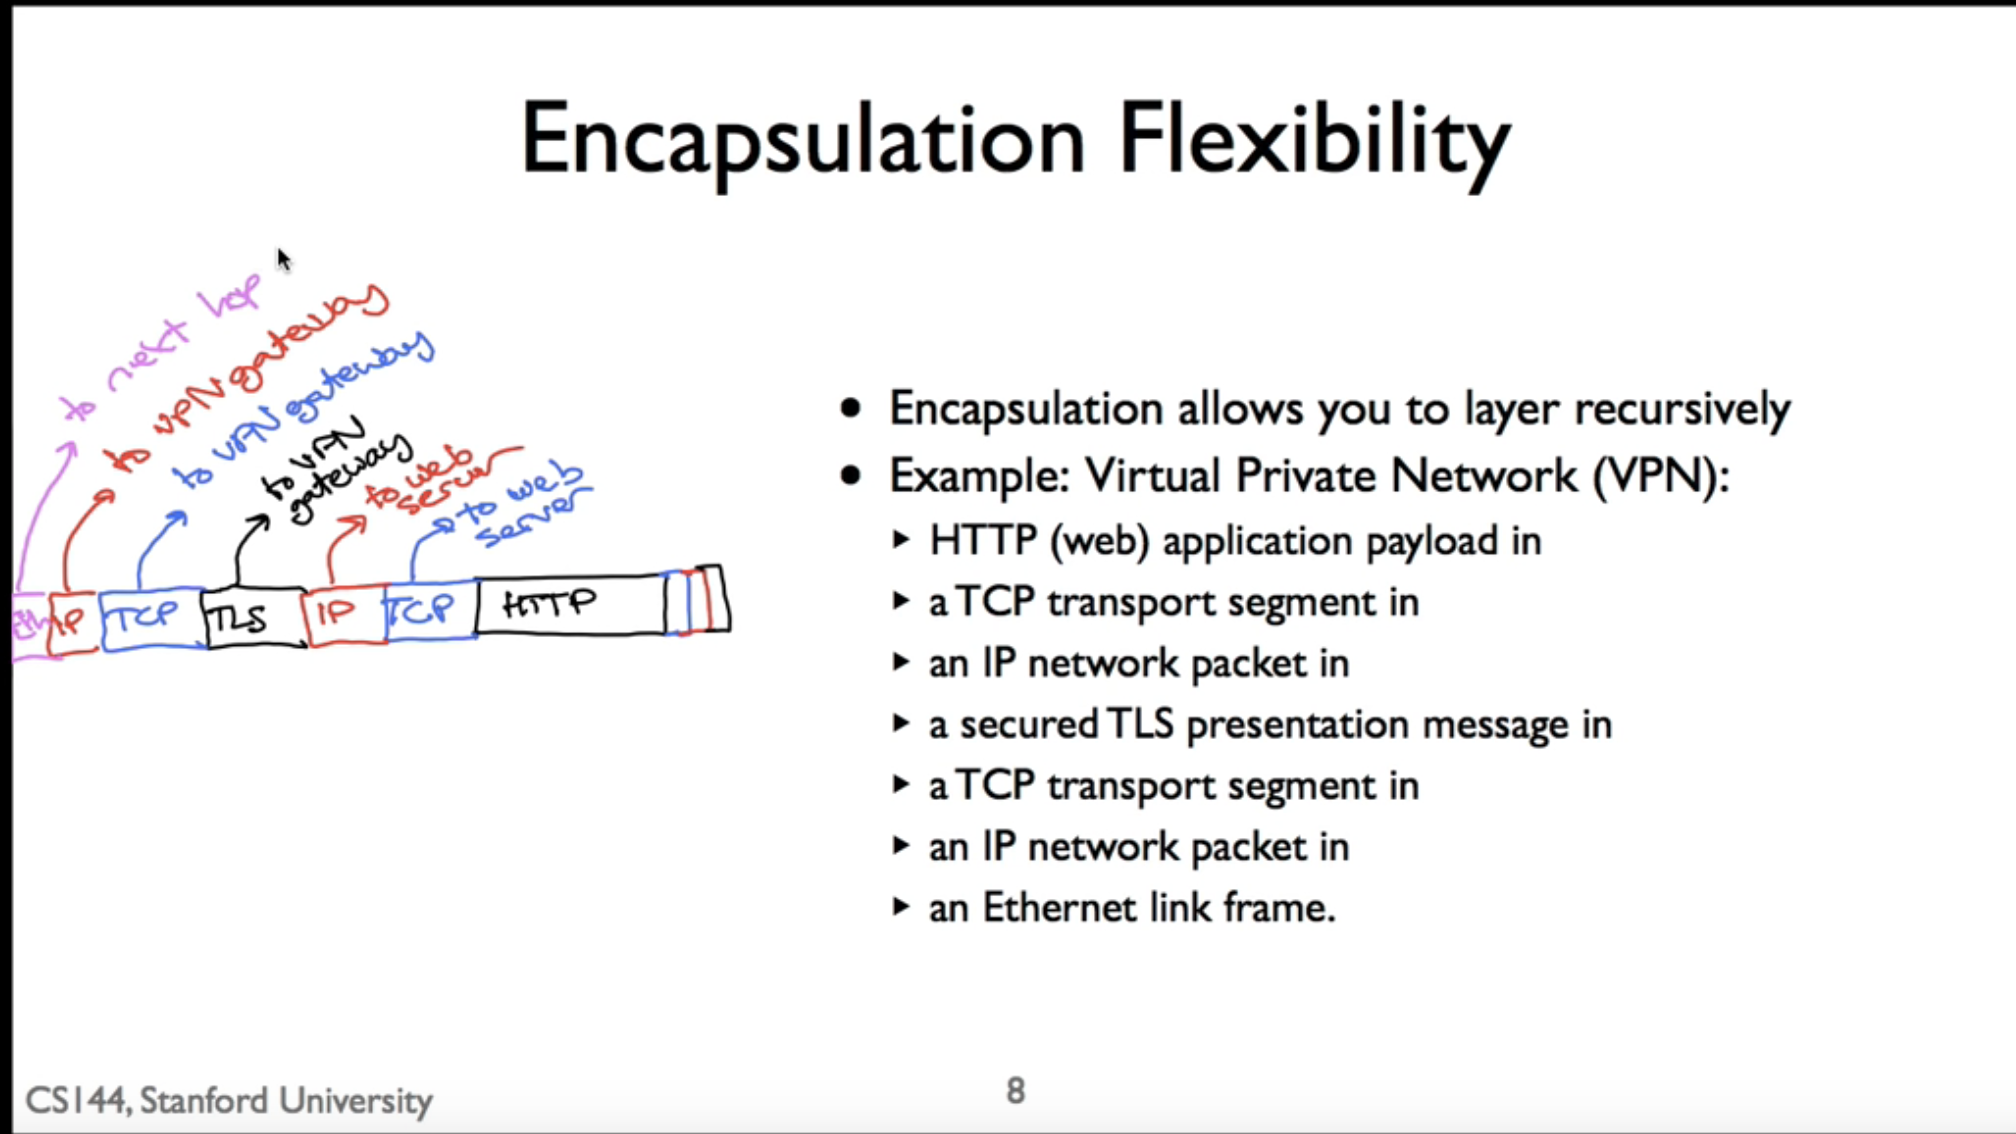 Encapsulation Flexibility
to next hop
to VPN gateway
to VPN gateway
to VPN
gateway
to web
server
to web
server
Eth
IP
TCP
TLS
IP
TCP
HTTP
• Encapsulation allows you to layer recursively
• Example: Virtual Private Network (VPN):
▸ HTTP (web) application payload in
▸ a TCP transport segment in
▸ an IP network packet in
▸ a secured TLS presentation message in
▸ a TCP transport segment in
▸ an IP network packet in
▸ an Ethernet link frame.
CS144, Stanford University
8